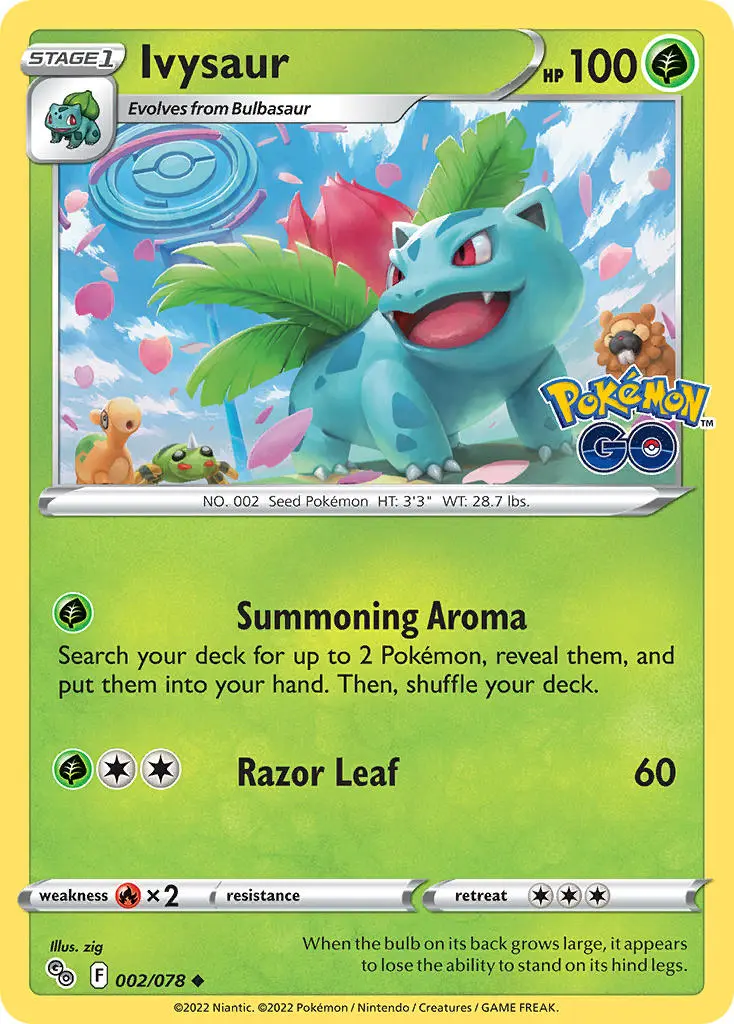 STAGE1
Ivysaur
HP 100
Evolves from Bulbasaur
POKÉMON™
GO
NO. 002 Seed Pokémon HT: 3'3" WT: 28.7 lbs.
Summoning Aroma
Search your deck for up to 2 Pokémon, reveal them, and
put them into your hand. Then, shuffle your deck.
Razor Leaf 60
weakness ×2 resistance retreat
Illus. zig
When the bulb on its back grows large, it appears
to lose the ability to stand on its hind legs.
GO F 002/078
©2022 Niantic. ©2022 Pokémon / Nintendo / Creatures / GAME FREAK.